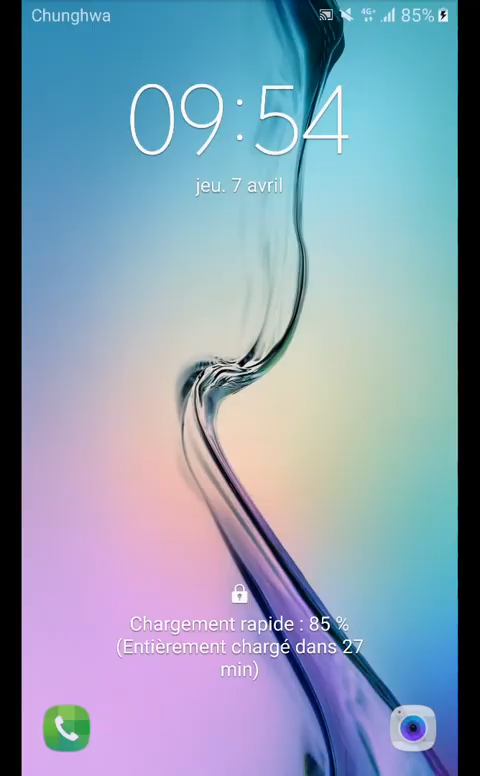 Chunghwa 4G+ 85%
09:54
jeu. 7 avril
Chargement rapide : 85 %
(Entièrement chargé dans 27
min)